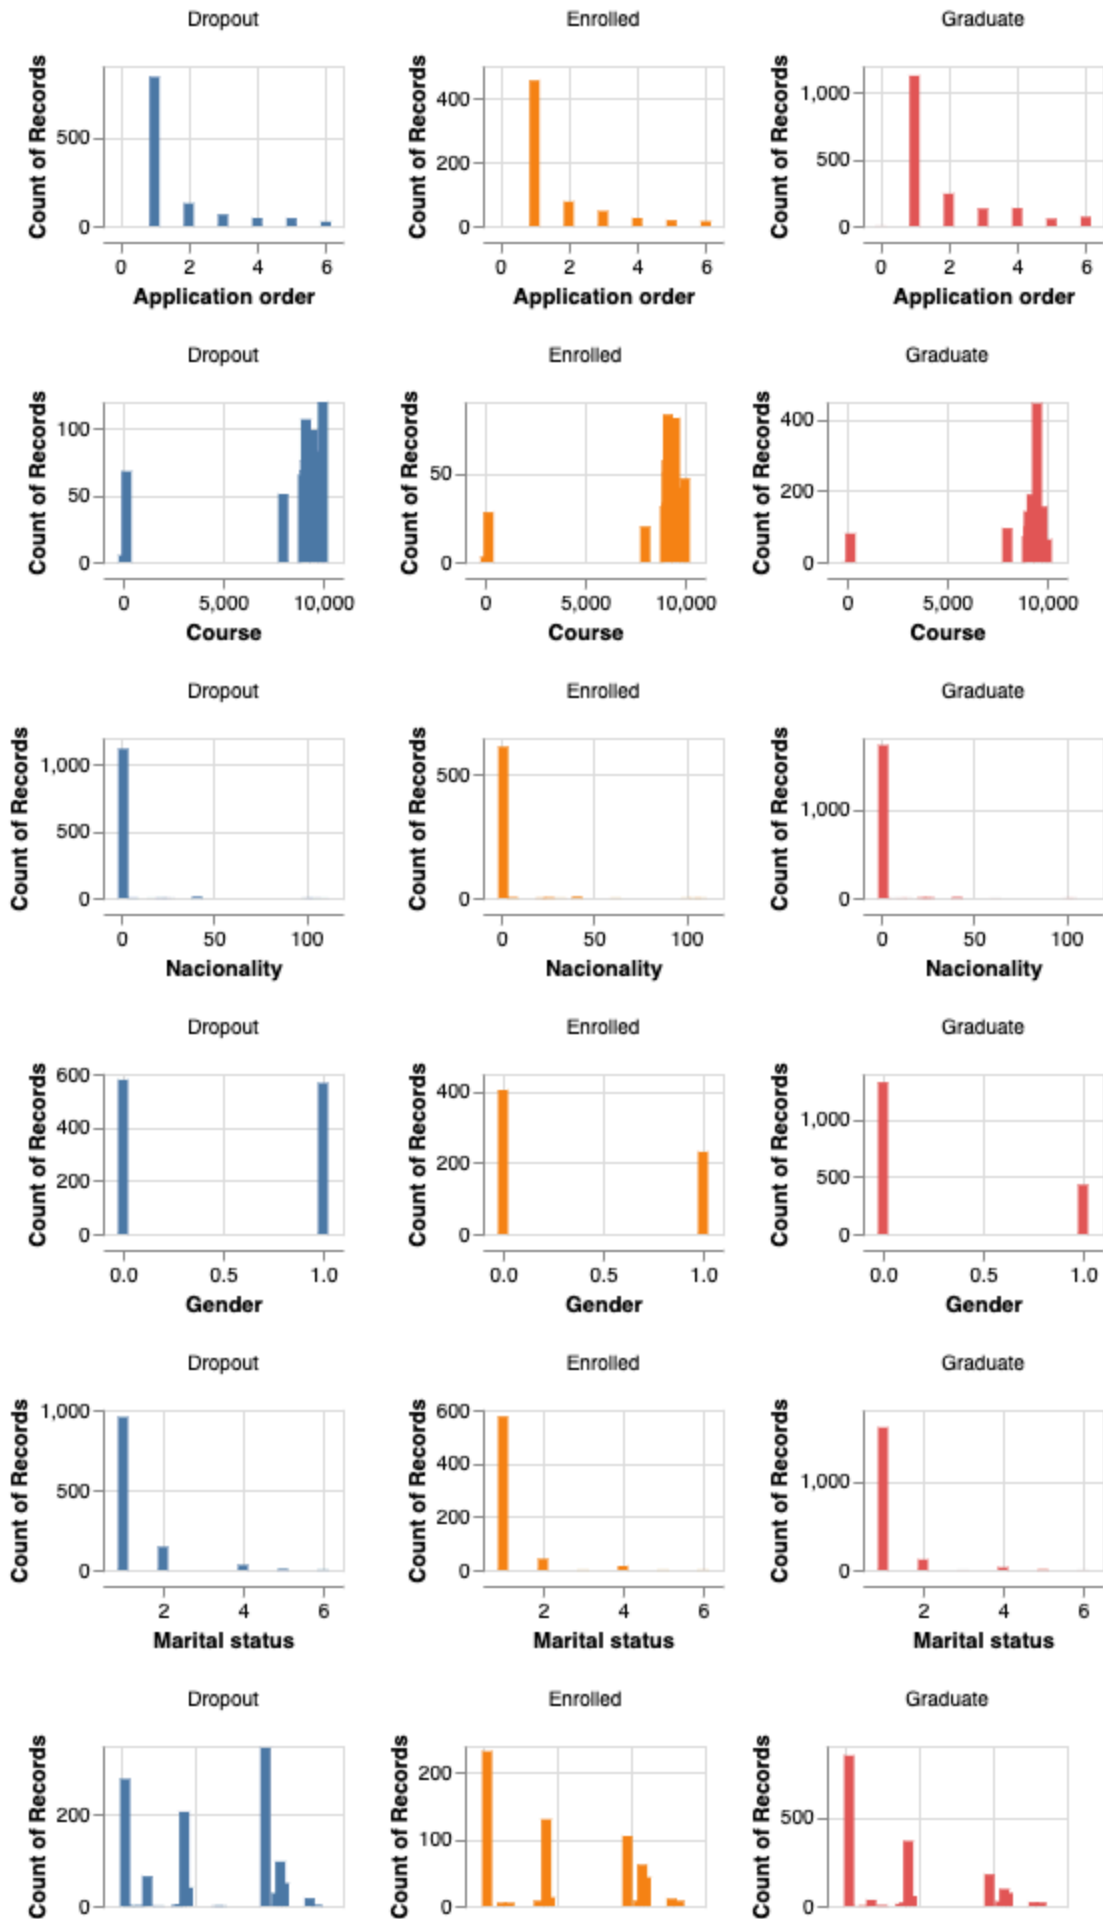 Dropout Enrolled Graduate
Count of Records Count of Records Count of Records
1,000
400
500 500
200
0 0 0
0 2 4 6 0 2 4 6 0 2 4 6
Application order Application order Application order
Dropout Enrolled Graduate
Count of Records Count of Records Count of Records
100 400
50 50 200
0 0 0
0 5,000 10,000 0 5,000 10,000 0 5,000 10,000
Course Course Course
Dropout Enrolled Graduate
Count of Records Count of Records Count of Records
1,000 500 1,000
500
0 0 0
0 50 100 0 50 100 0 50 100
Nacionality Nacionality Nacionality
Dropout Enrolled Graduate
Count of Records Count of Records Count of Records
600
400 400 1,000
200 200 500
0 0 0
0.0 0.5 1.0 0.0 0.5 1.0 0.0 0.5 1.0
Gender Gender Gender
Dropout Enrolled Graduate
Count of Records Count of Records Count of Records
1,000 600
400 1,000
500
200
0 0 0
2 4 6 2 4 6 2 4 6
Marital status Marital status Marital status
Dropout Enrolled Graduate
Count of Records Count of Records Count of Records
200 200 500
100
0 0 0